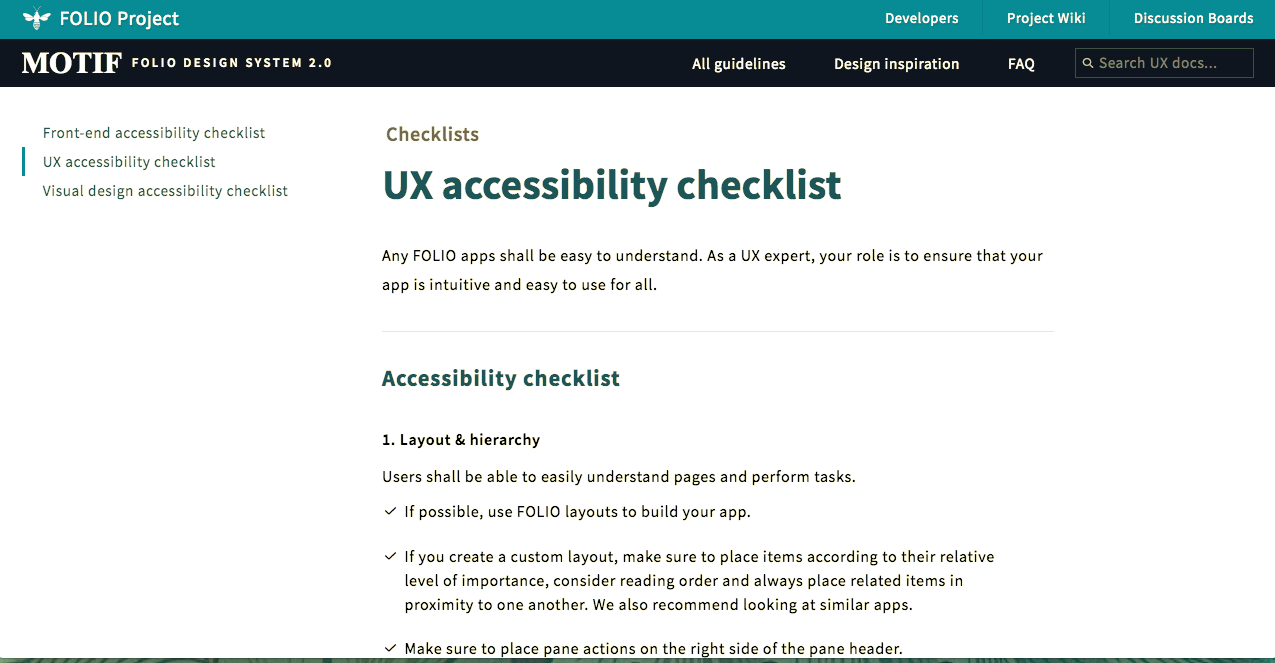 FOLIO Project
Developers
Project Wiki
Discussion Boards
MOTIF FOLIO DESIGN SYSTEM 2.0
All guidelines
Design inspiration
FAQ
Search UX docs...
Front-end accessibility checklist
UX accessibility checklist
Visual design accessibility checklist
Checklists
UX accessibility checklist
Any FOLIO apps shall be easy to understand. As a UX expert, your role is to ensure that your
app is intuitive and easy to use for all.
Accessibility checklist
1. Layout & hierarchy
Users shall be able to easily understand pages and perform tasks.
✓ If possible, use FOLIO layouts to build your app.
✓ If you create a custom layout, make sure to place items according to their relative
level of importance, consider reading order and always place related items in
proximity to one another. We also recommend looking at similar apps.
✓ Make sure to place pane actions on the right side of the pane header.